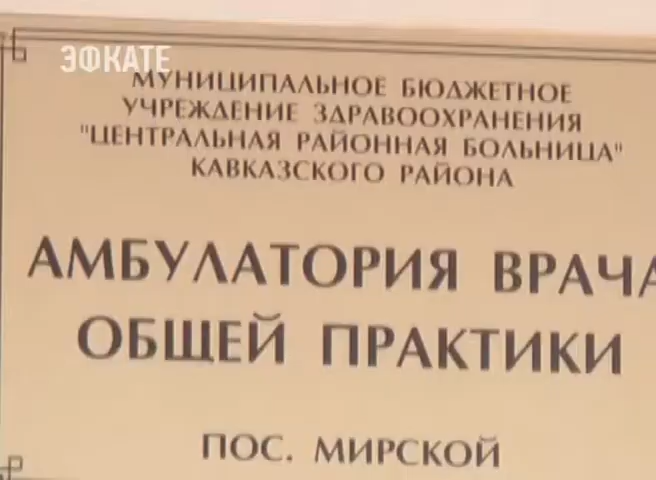 ЭФКАТЕ
МУНИЦИПАЛЬНОЕ БЮДЖЕТНОЕ
УЧРЕЖДЕНИЕ ЗДРАВООХРАНЕНИЯ
"ЦЕНТРАЛЬНАЯ РАЙОННАЯ БОЛЬНИЦА"
КАВКАЗСКОГО РАЙОНА
АМБУЛАТОРИЯ ВРАЧА
ОБЩЕЙ ПРАКТИКИ
ПОС. МИРСКОЙ